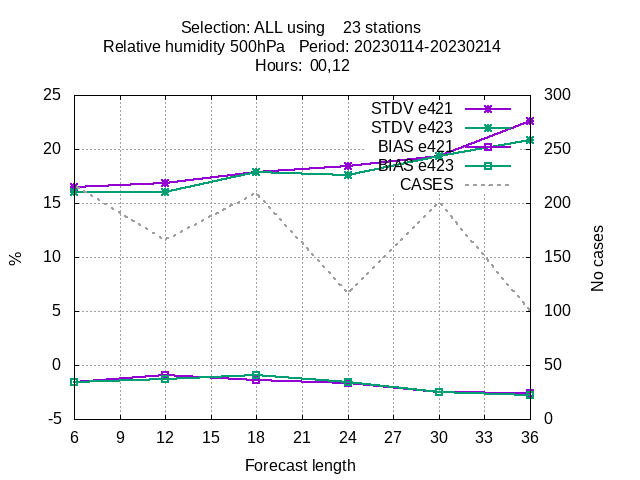 Selection: ALL using    23 stations
Relative humidity 500hPa   Period: 20230114-20230214
Hours:  00,12
25
300
STDV e421
STDV e423
20
250
BIAS e421
BIAS e423
CASES
15
200
%
No cases
10
150
5
100
0
50
-5
0
6 9 12 15 18 21 24 27 30 33 36
Forecast length